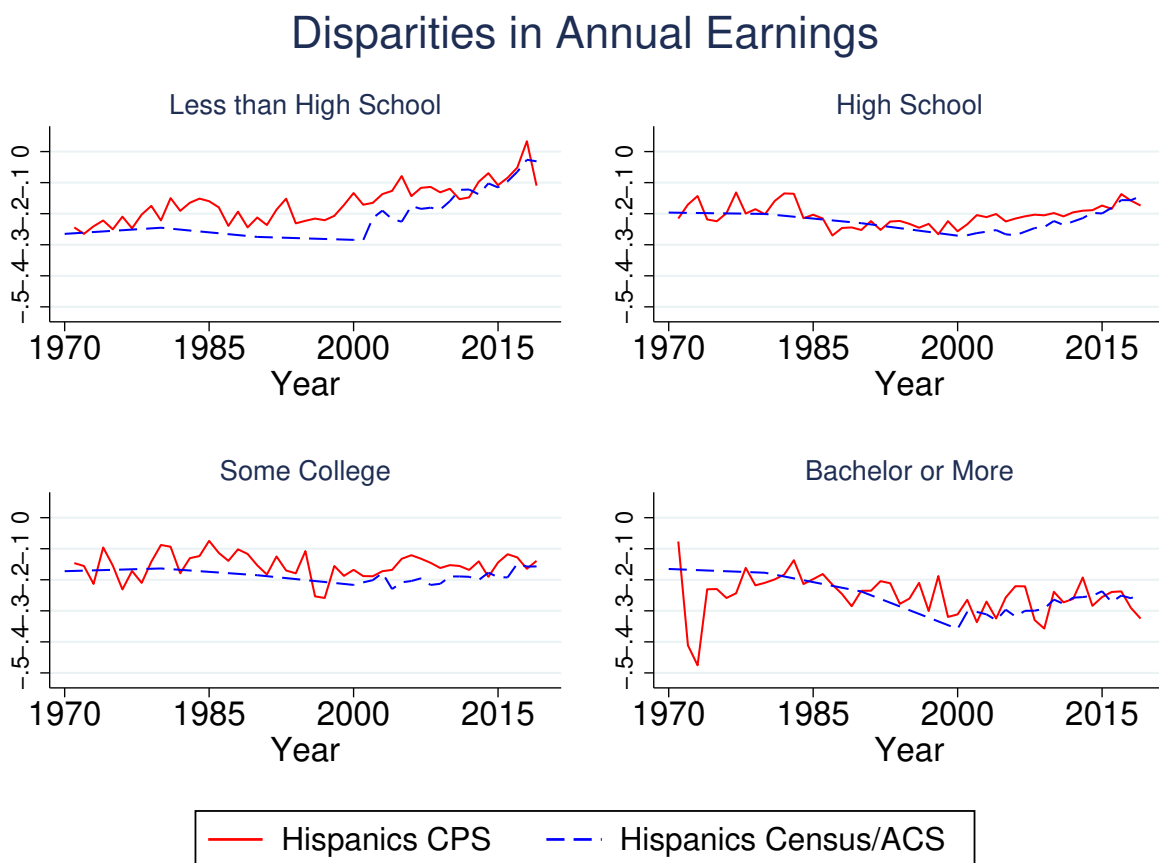 Disparities in Annual Earnings
Less than High School
High School
0
-.1
-.2
-.3
-.4
-.5
1970 1985 2000 2015
Year
0
-.1
-.2
-.3
-.4
-.5
1970 1985 2000 2015
Year
Some College
Bachelor or More
0
-.1
-.2
-.3
-.4
-.5
1970 1985 2000 2015
Year
0
-.1
-.2
-.3
-.4
-.5
1970 1985 2000 2015
Year
Hispanics CPS
Hispanics Census/ACS